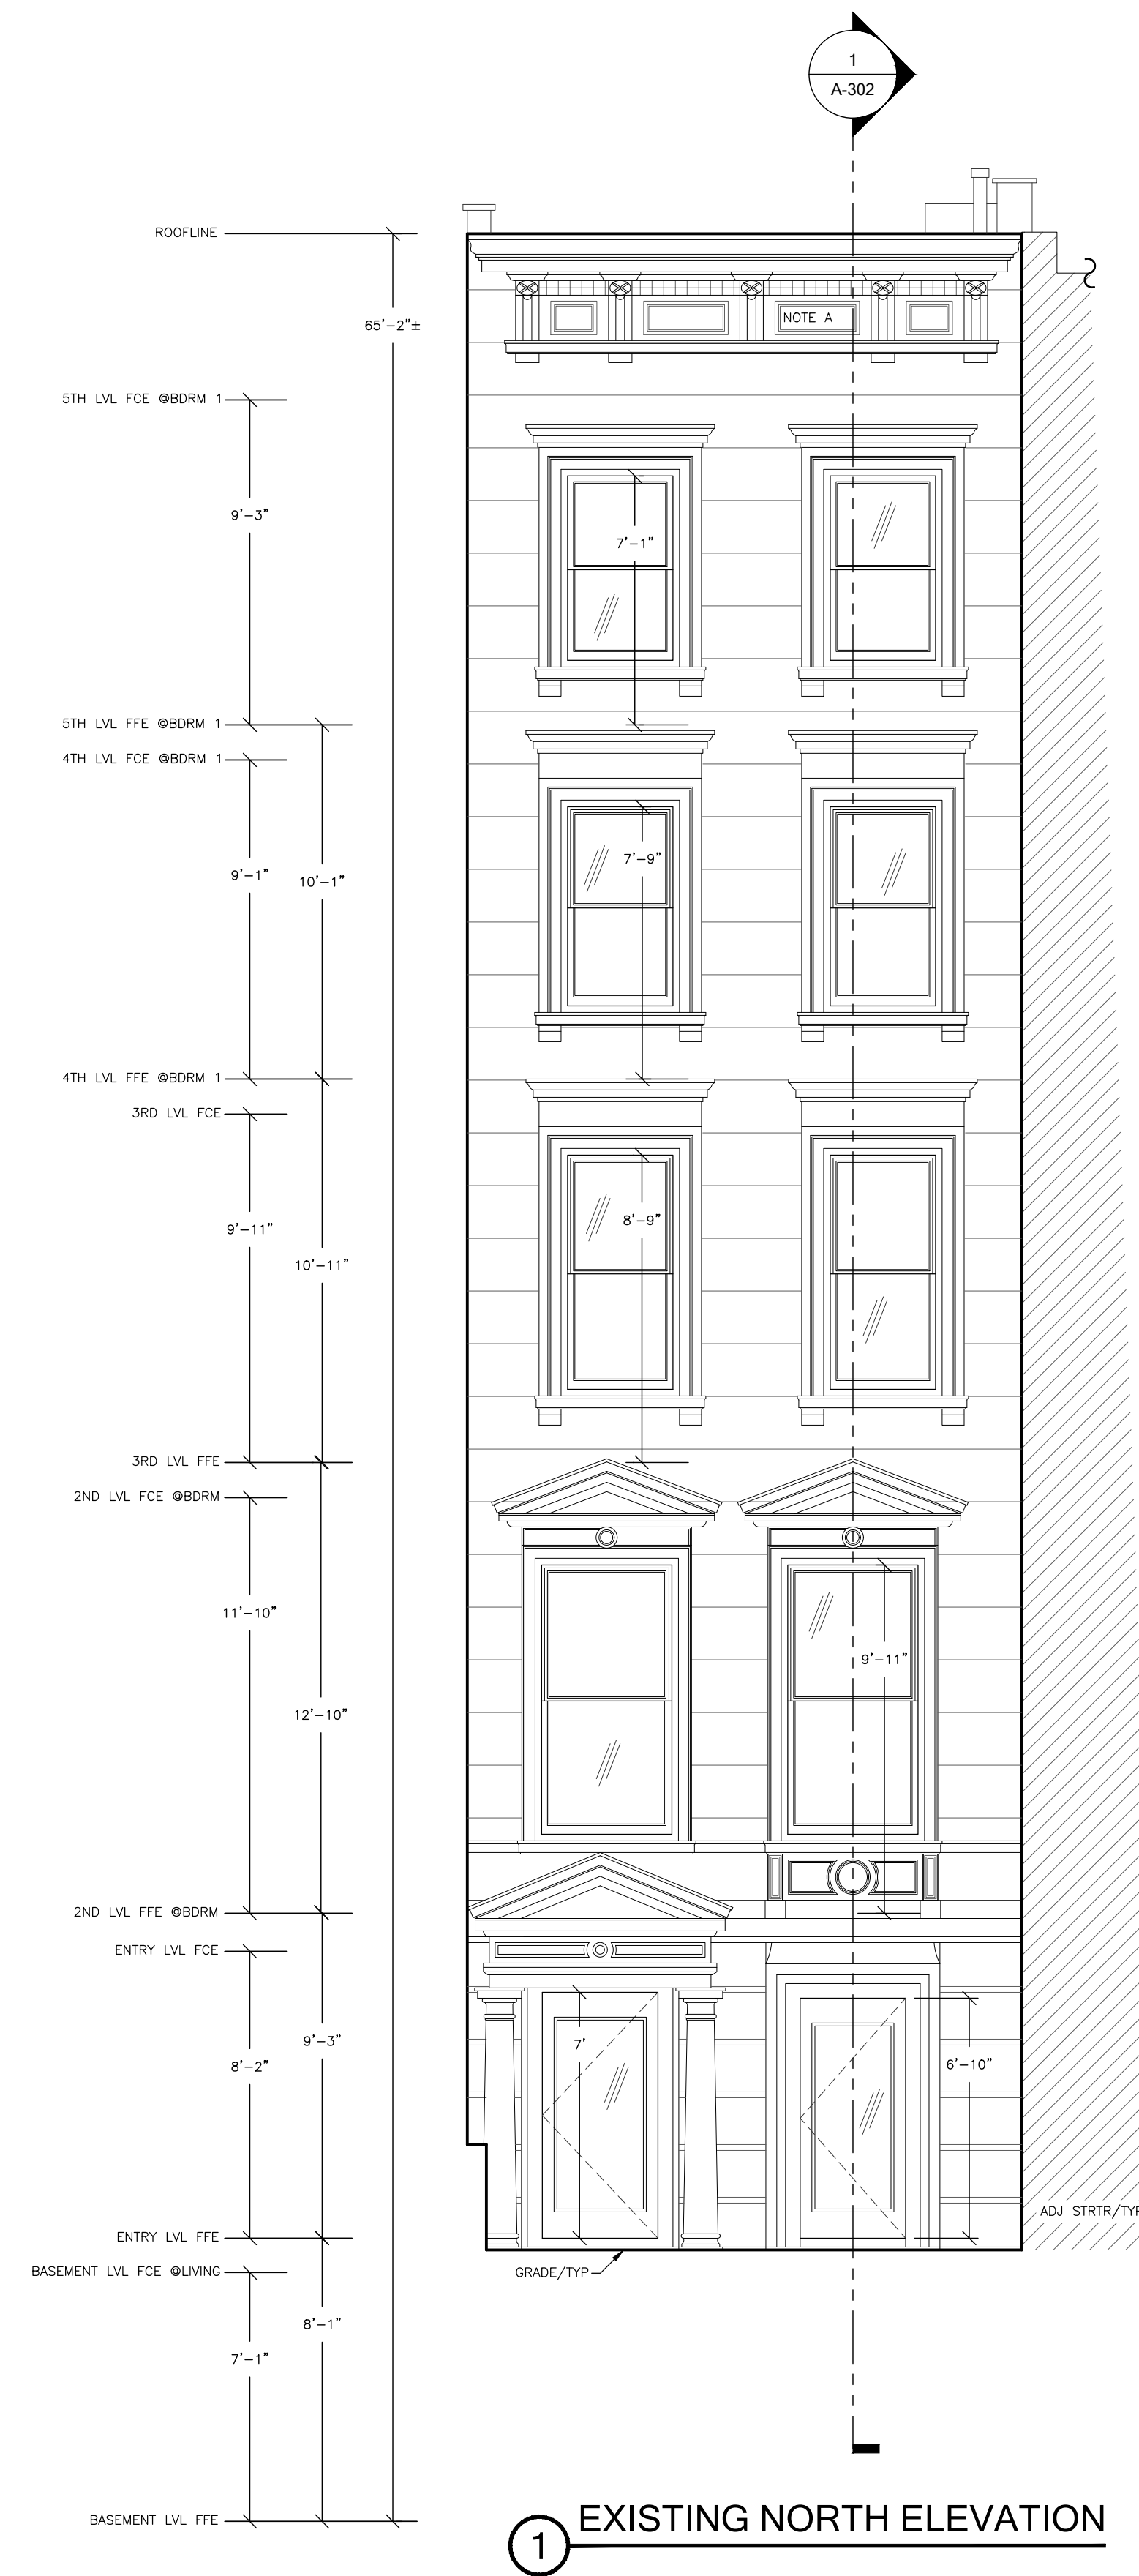 1
A-302
ROOFLINE
65'-2"±
NOTE A
5TH LVL FCE @BDRM 1
9'-3"
7'-1"
5TH LVL FFE @BDRM 1
4TH LVL FCE @BDRM 1
7'-9"
9'-1"
10'-1"
4TH LVL FFE @BDRM 1
3RD LVL FCE
8'-9"
9'-11"
10'-11"
3RD LVL FFE
2ND LVL FCE @BDRM
11'-10"
9'-11"
12'-10"
2ND LVL FFE @BDRM
ENTRY LVL FCE
9'-3"
7'
8'-2"
6'-10"
ADJ STRTR/TYP
ENTRY LVL FFE
BASEMENT LVL FCE @LIVING
GRADE/TYP
8'-1"
7'-1"
BASEMENT LVL FFE
1 EXISTING NORTH ELEVATION